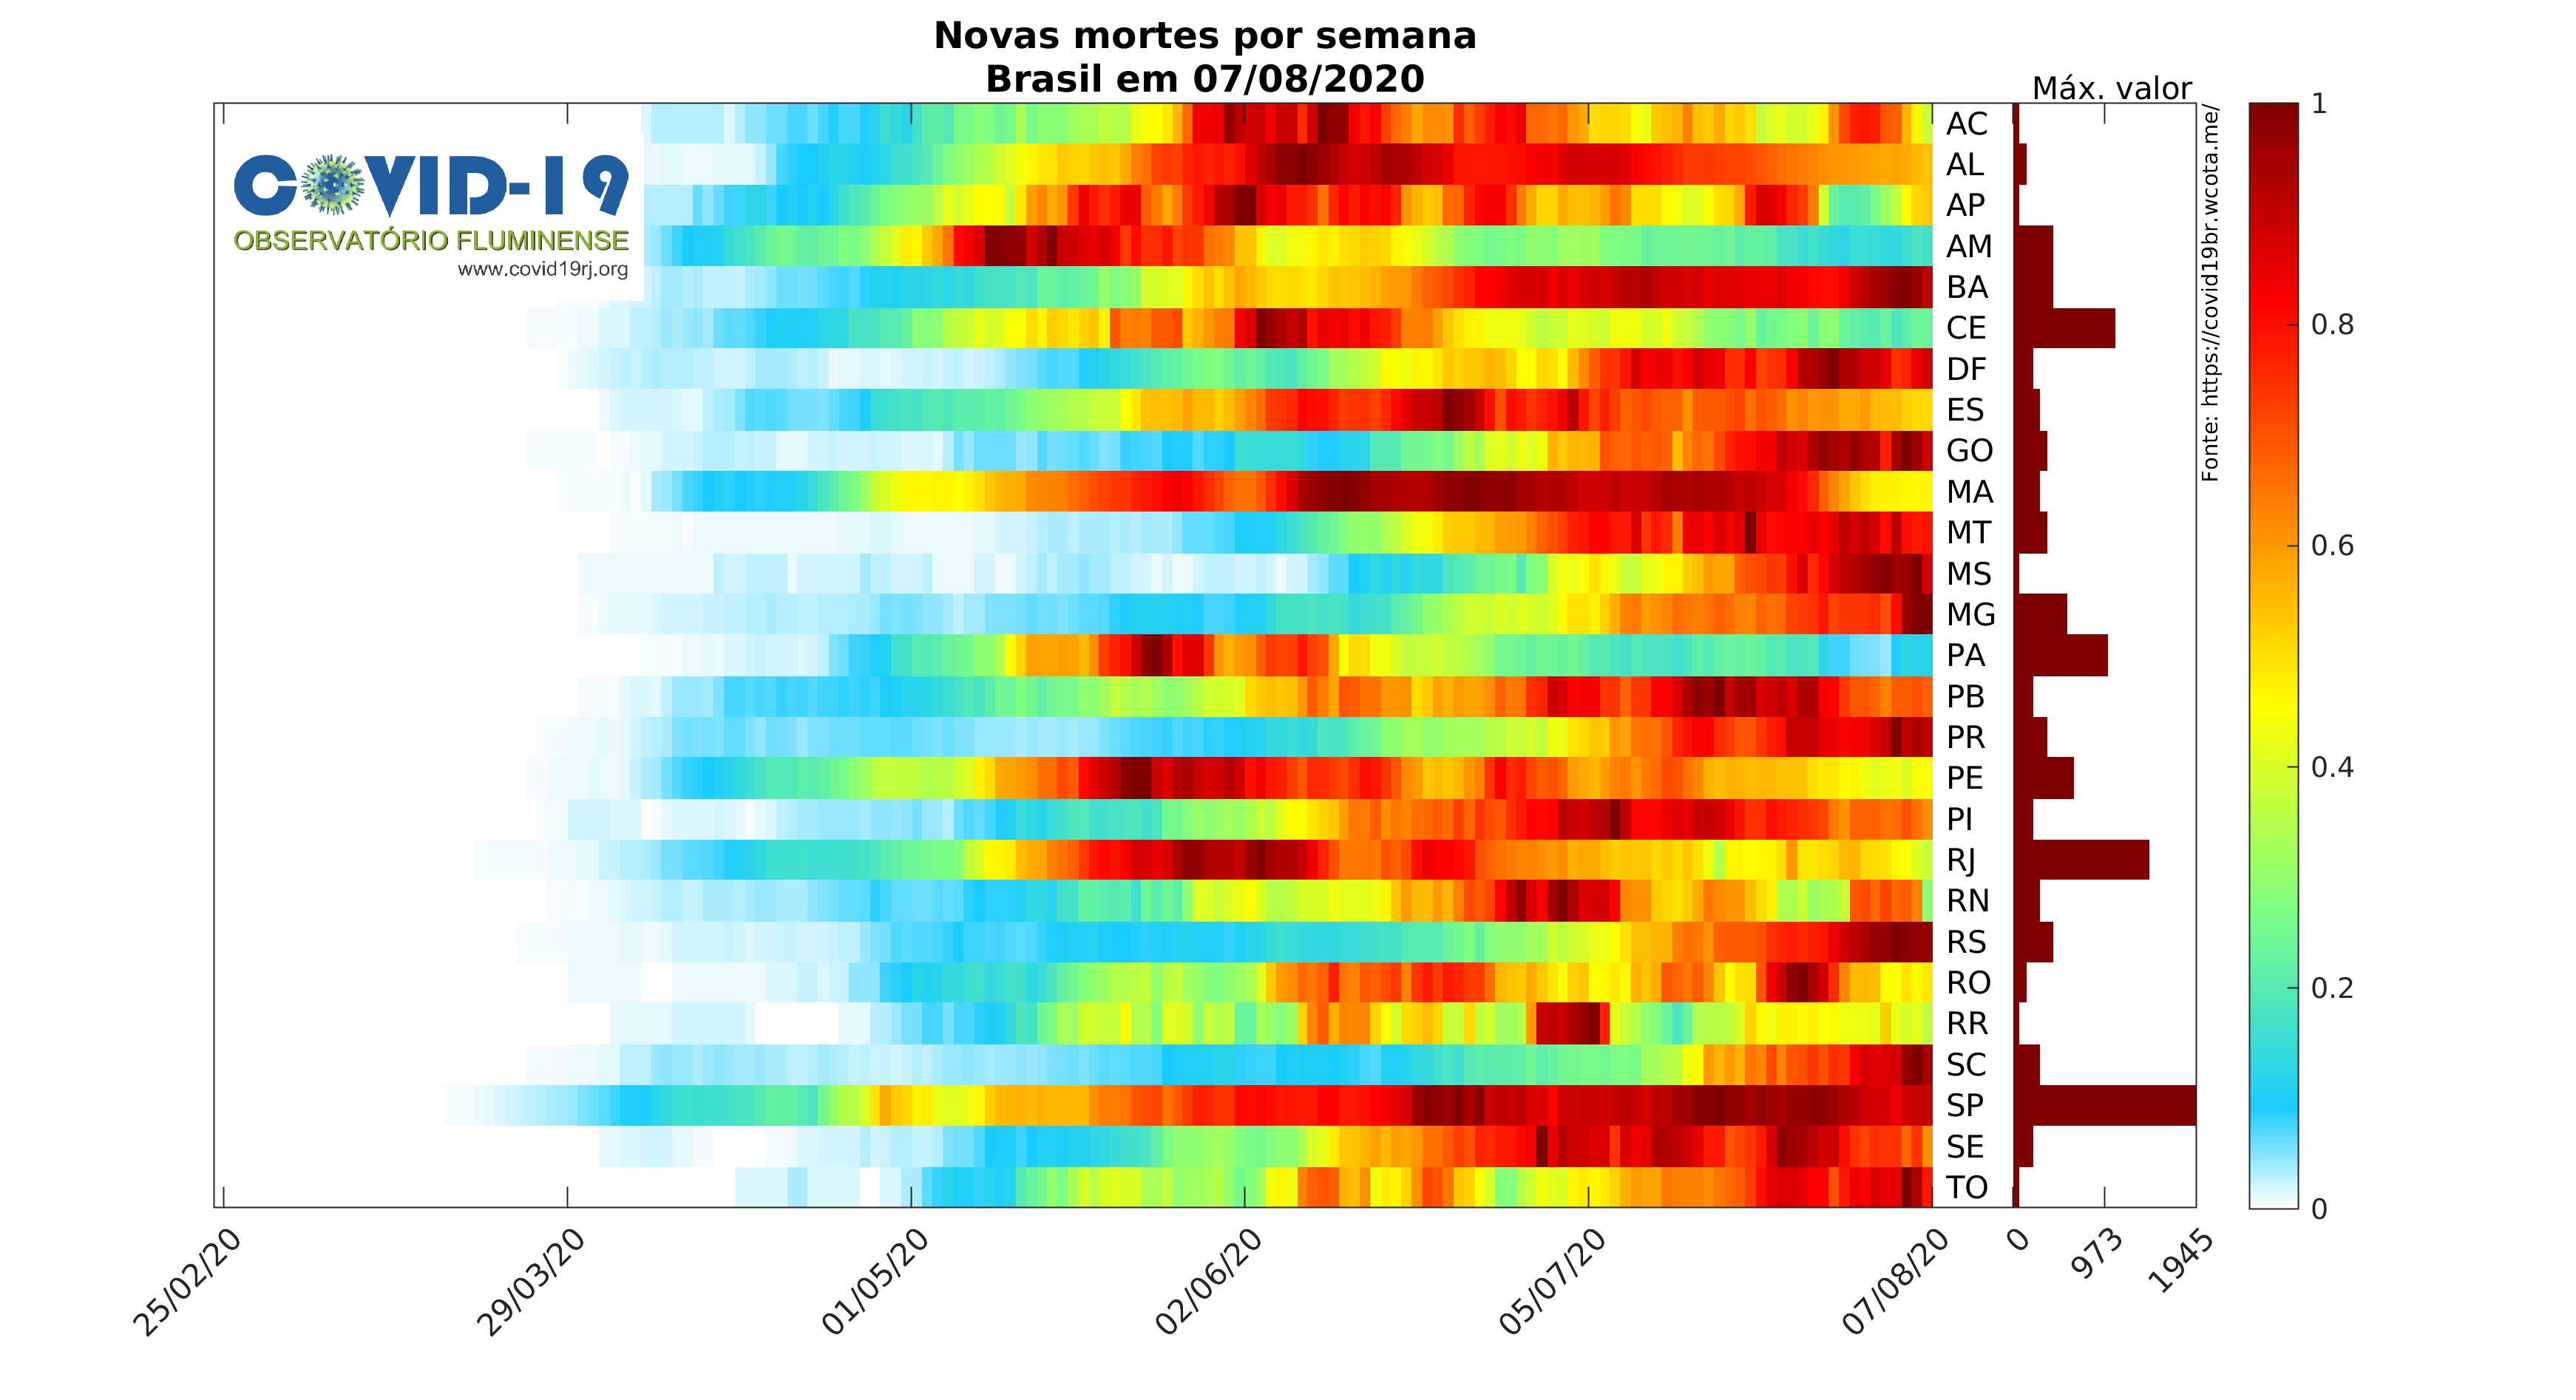 Novas mortes por semana
Brasil em 07/08/2020
Máx. valor
COVID-19
OBSERVATÓRIO FLUMINENSE
www.covid19rj.org
AC
AL
AP
AM
BA
CE
DF
ES
GO
MA
MT
MS
MG
PA
PB
PR
PE
PI
RJ
RN
RS
RO
RR
SC
SP
SE
TO
Fonte: https://covid19br.wcota.me/
1
0.8
0.6
0.4
0.2
0
25/02/20
29/03/20
01/05/20
02/06/20
05/07/20
07/08/20
0
973
1945